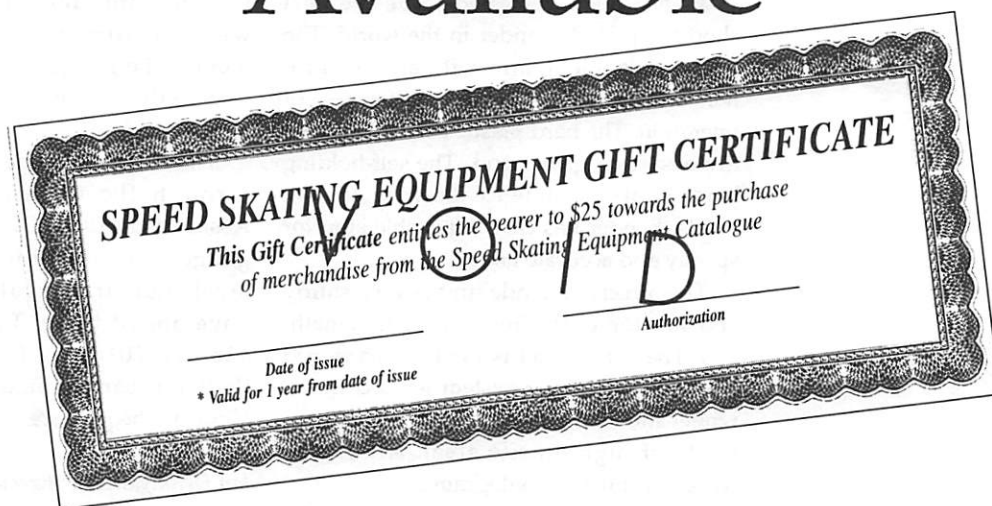 Available
SPEED SKATING EQUIPMENT GIFT CERTIFICATE
This Gift Certificate entitles the bearer to $25 towards the purchase
of merchandise from the Speed Skating Equipment Catalogue
VOID
Authorization
Date of issue
* Valid for 1 year from date of issue